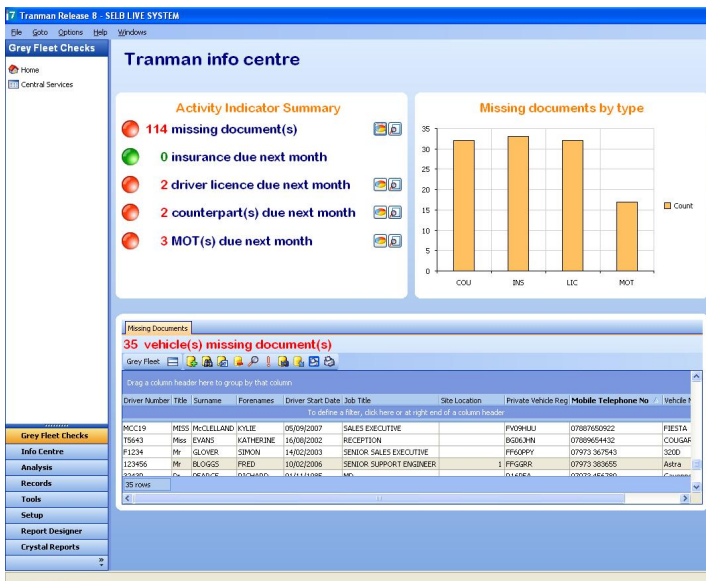 Tranman Release 8 - SELB LIVE SYSTEM
File Goto Options Help Windows
Grey Fleet Checks
Home
Central Services
Tranman info centre
Activity Indicator Summary
114 missing document(s)
0 insurance due next month
2 driver licence due next month
2 counterpart(s) due next month
3 MOT(s) due next month
Missing documents by type
35
30
25
20
15
10
5
0
COU INS LIC MOT
Count
Missing Documents
35 vehicle(s) missing document(s)
Grey Fleet
Drag a column header here to group by that column
Driver Number Title Surname Forenames Driver Start Date Job Title Site Location Private Vehicle Reg Mobile Telephone No
To define a filter, click here or at right end of a column header
MCC19 MISS McCLELLAND KYLIE 05/09/2007 SALES EXECUTIVE FV09HUU 07887650922 FIESTA
T5643 Miss EVANS KATHERINE 16/08/2002 RECEPTION BG06JHN 07889654432 COUGAR
F1234 Mr GLOVER SIMON 14/02/2003 SENIOR SALES EXECUTIVE FF60PPY 07973 367543 320D
123456 Mr BLOGGS FRED 10/02/2006 SENIOR SUPPORT ENGINEER 1 FFGGRR 07973 383655 Astra
35 rows
Grey Fleet Checks
Info Centre
Analysis
Records
Tools
Setup
Report Designer
Crystal Reports